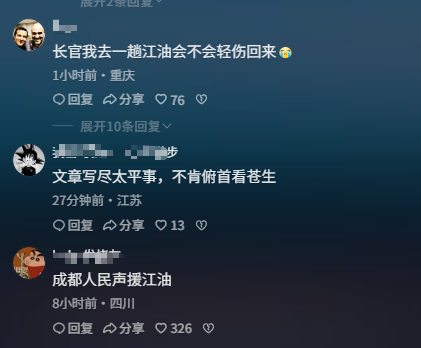 展开2条回复
长官我去一趟江油会不会轻伤回来😭
1小时前·重庆
回复 分享 76
展开10条回复
步
文章写尽太平事，不肯俯首看苍生
27分钟前·江苏
回复 分享 13
成都人民声援江油
8小时前·四川
回复 分享 326